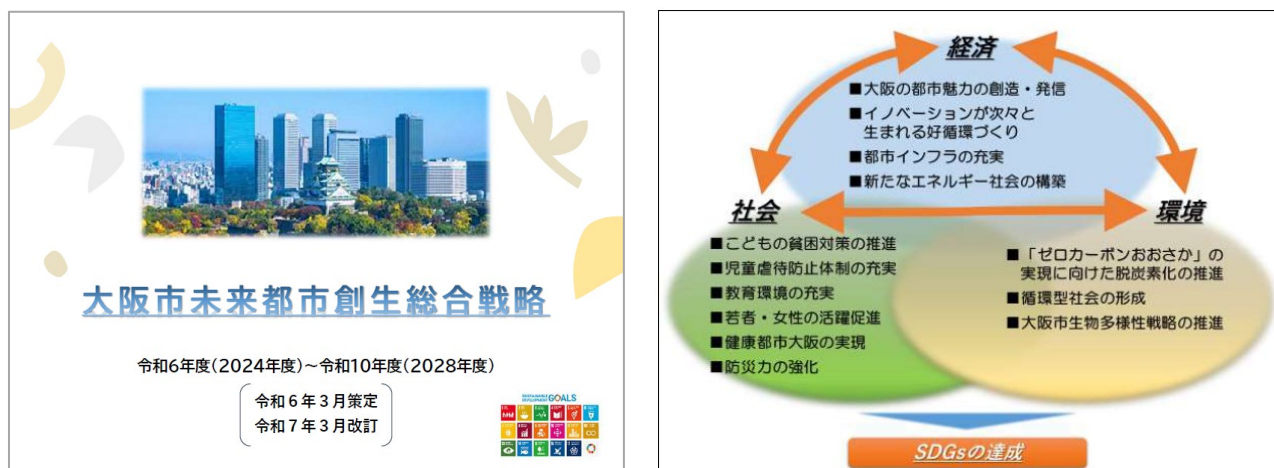 大阪市未来都市創生総合戦略
令和6年度(2024年度)~令和10年度(2028年度)
令和6年3月策定
令和7年3月改訂
SUSTAINABLE DEVELOPMENT GOALS
経済
■大阪の都市魅力の創造・発信
■イノベーションが次々と
生まれる好循環づくり
■都市インフラの充実
■新たなエネルギー社会の構築
社会
■こどもの貧困対策の推進
■児童虐待防止体制の充実
■教育環境の充実
■若者・女性の活躍促進
■健康都市大阪の実現
■防災力の強化
環境
■「ゼロカーボンおおさか」の
実現に向けた脱炭素化の推進
■循環型社会の形成
■大阪市生物多様性戦略の推進
SDGsの達成